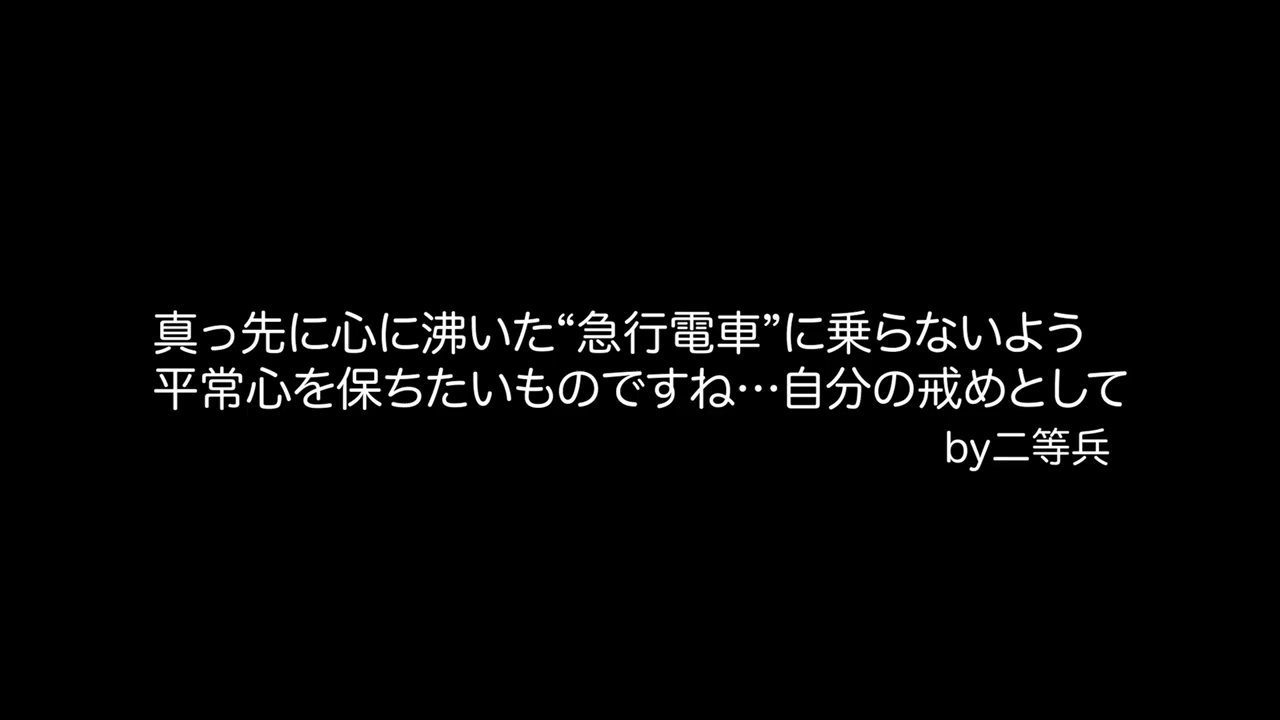 真っ先に心に沸いた“急行電車”に乗らないよう
平常心を保ちたいものですね…自分の戒めとして
by二等兵